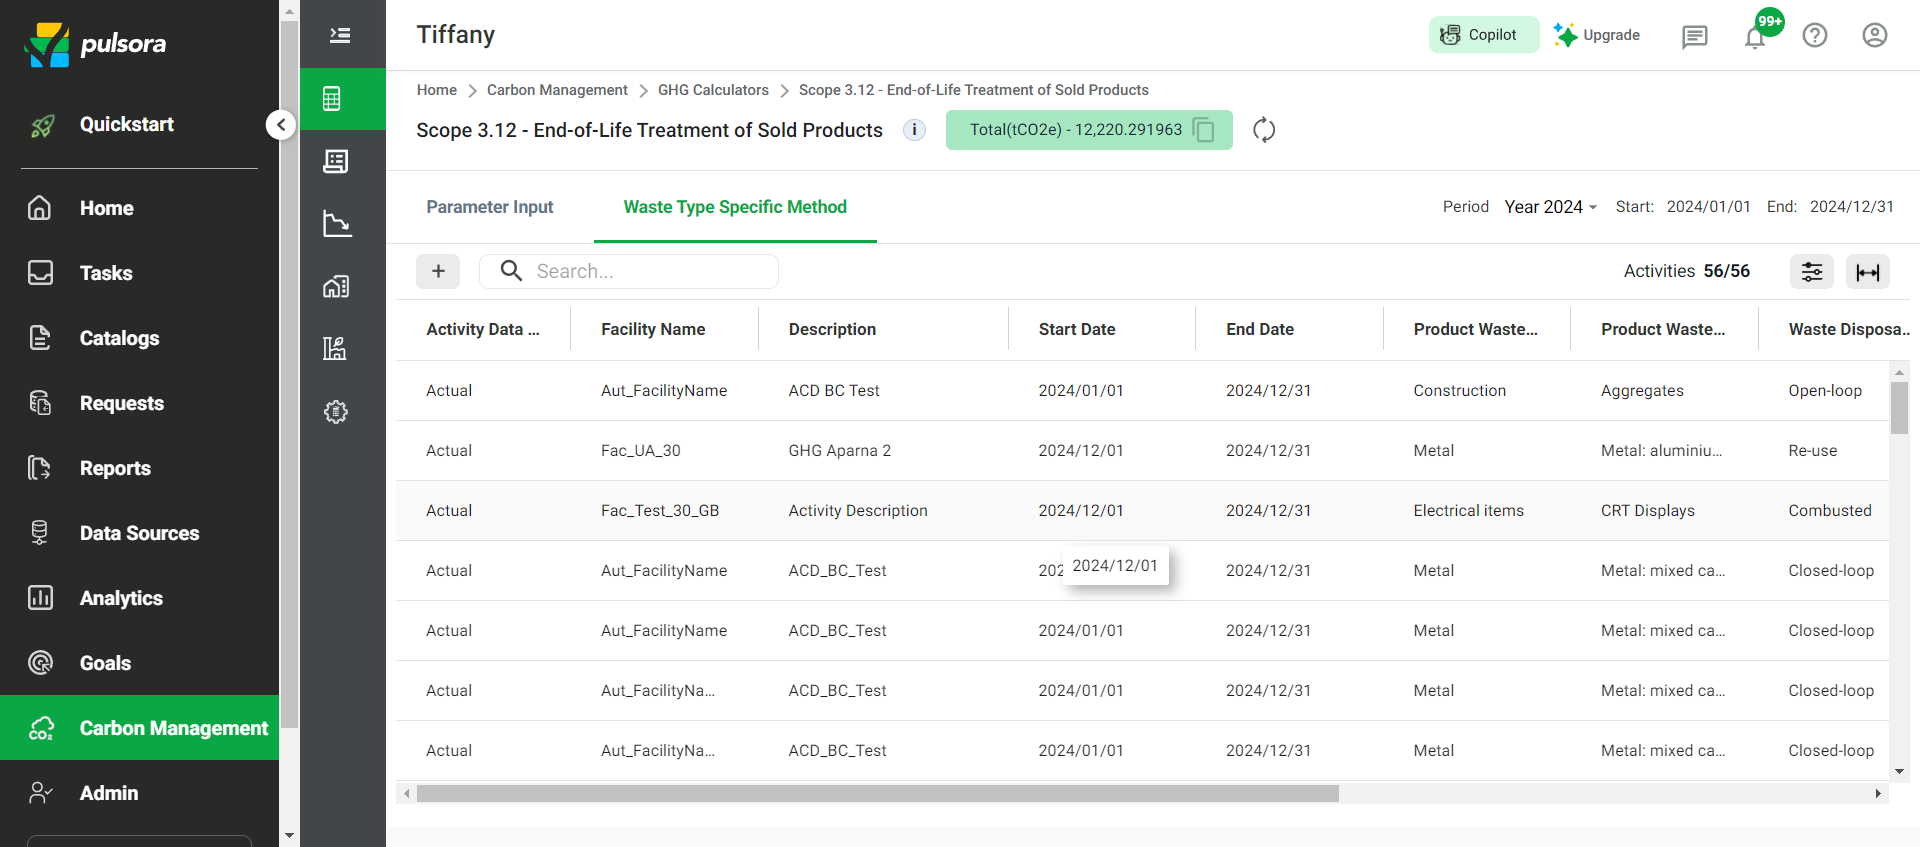 pulsora
Quickstart
Home
Tasks
Catalogs
Requests
Reports
Data Sources
Analytics
Goals
CO₂ Carbon Management
Admin
Tiffany
Copilot
Upgrade
99+
Home > Carbon Management > GHG Calculators > Scope 3.12 - End-of-Life Treatment of Sold Products
Scope 3.12 - End-of-Life Treatment of Sold Products i Total(tCO2e) - 12,220.291963
Parameter Input Waste Type Specific Method Period Year 2024 Start: 2024/01/01 End: 2024/12/31
+ Search... Activities 56/56
Activity Data ... Facility Name Description Start Date End Date Product Waste... Product Waste... Waste Disposa..
Actual Aut_FacilityName ACD BC Test 2024/01/01 2024/12/31 Construction Aggregates Open-loop
Actual Fac_UA_30 GHG Aparna 2 2024/12/01 2024/12/31 Metal Metal: aluminiu... Re-use
Actual Fac_Test_30_GB Activity Description 2024/12/01 2024/12/31 Electrical items CRT Displays Combusted
Actual Aut_FacilityName ACD_BC_Test 202 2024/12/01 2024/12/31 Metal Metal: mixed ca... Closed-loop
Actual Aut_FacilityName ACD_BC_Test 2024/01/01 2024/12/31 Metal Metal: mixed ca... Closed-loop
Actual Aut_FacilityNa... ACD_BC_Test 2024/01/01 2024/12/31 Metal Metal: mixed ca... Closed-loop
Actual Aut_FacilityNa... ACD_BC_Test 2024/01/01 2024/12/31 Metal Metal: mixed ca... Closed-loop